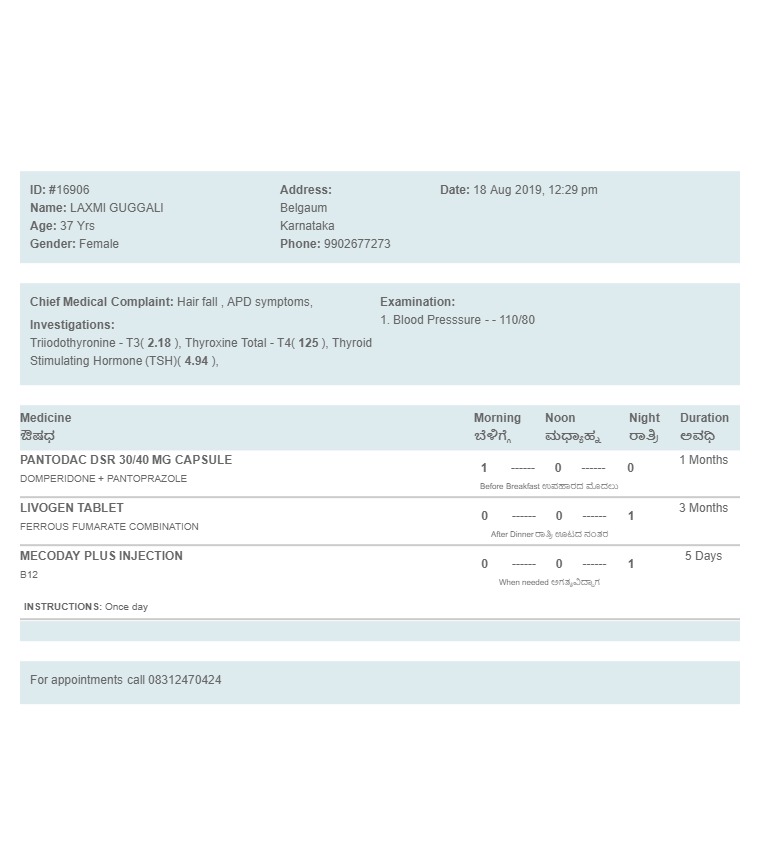 ID: #16906
Name: LAXMI GUGGALI
Age: 37 Yrs
Gender: Female
Address:
Belgaum
Karnataka
Phone: 9902677273
Date: 18 Aug 2019, 12:29 pm
Chief Medical Complaint: Hair fall , APD symptoms,
Investigations:
Triiodothyronine - T3( 2.18 ), Thyroxine Total - T4( 125 ), Thyroid
Stimulating Hormone (TSH)( 4.94 ),
Examination:
1. Blood Presssure - - 110/80
Medicine Morning Noon Night Duration
ಔಷಧ ಬೆಳಿಗ್ಗೆ ಮಧ್ಯಾಹ್ನ ರಾತ್ರಿ ಅವಧಿ
PANTODAC DSR 30/40 MG CAPSULE 1 ------ 0 ------ 0 1 Months
DOMPERIDONE + PANTOPRAZOLE
Before Breakfast ಉಪಹಾರದ ಮೊದಲು
LIVOGEN TABLET 0 ------ 0 ------ 1 3 Months
FERROUS FUMARATE COMBINATION
After Dinner ರಾತ್ರಿ ಊಟದ ನಂತರ
MECODAY PLUS INJECTION 0 ------ 0 ------ 1 5 Days
B12
When needed ಅಗತ್ಯವಿದ್ದಾಗ
INSTRUCTIONS: Once day
For appointments call 08312470424